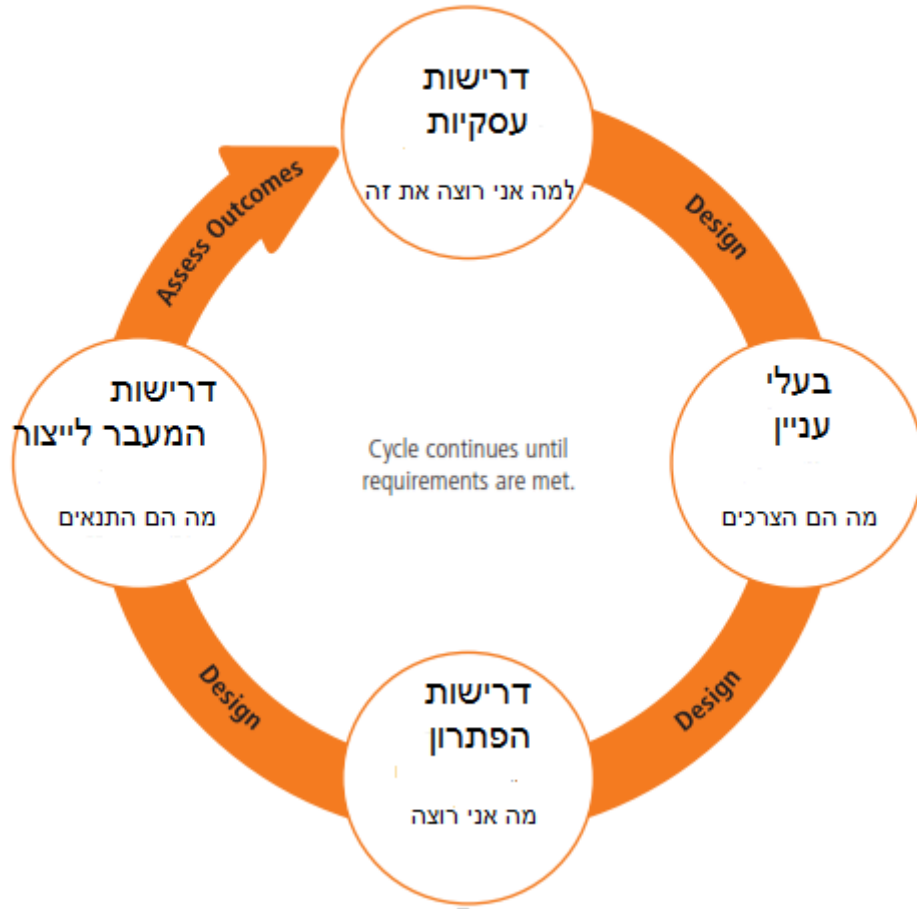 דרישות
עסקיות
למה אני רוצה את זה
Design
בעלי
עניין
מה הם הצרכים
Design
דרישות
הפתרון
מה אני רוצה
Design
דרישות
המעבר לייצור
מה הם התנאים
Assess Outcomes
Cycle continues until
requirements are met.